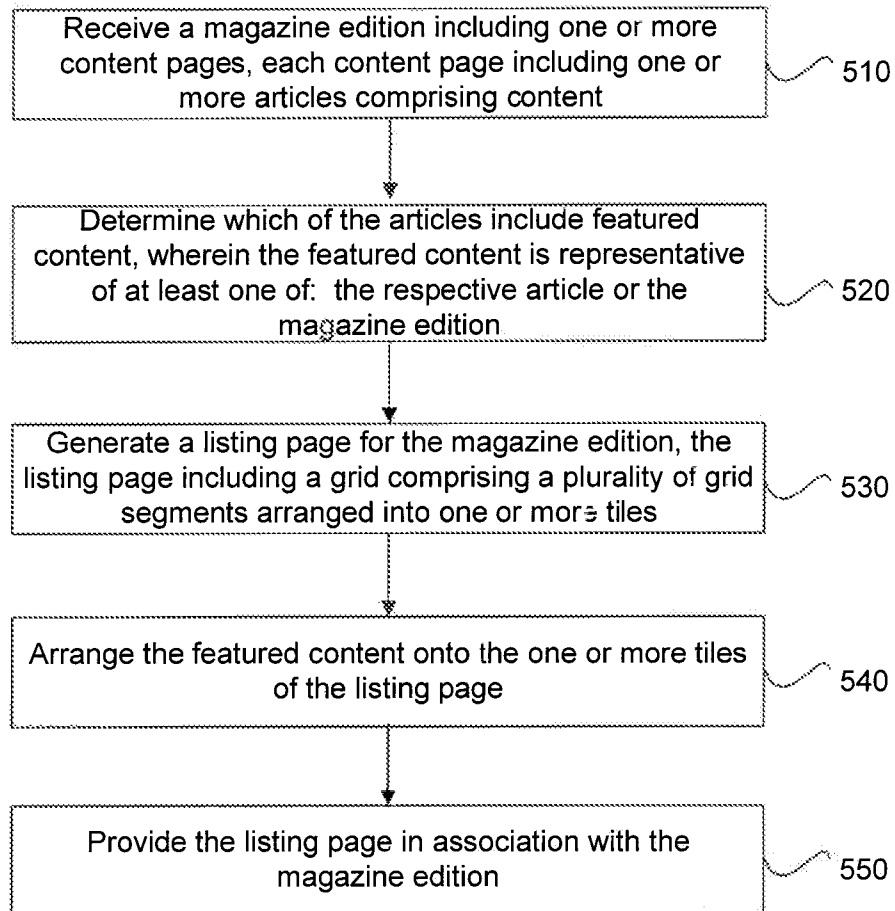 Receive a magazine edition including one or more
content pages, each content page including one or
more articles comprising content
510
Determine which of the articles include featured
content, wherein the featured content is representative
of at least one of: the respective article or the
magazine edition
520
Generate a listing page for the magazine edition, the
listing page including a grid comprising a plurality of grid
segments arranged into one or more tiles
530
Arrange the featured content onto the one or more tiles
of the listing page
540
Provide the listing page in association with the
magazine edition
550